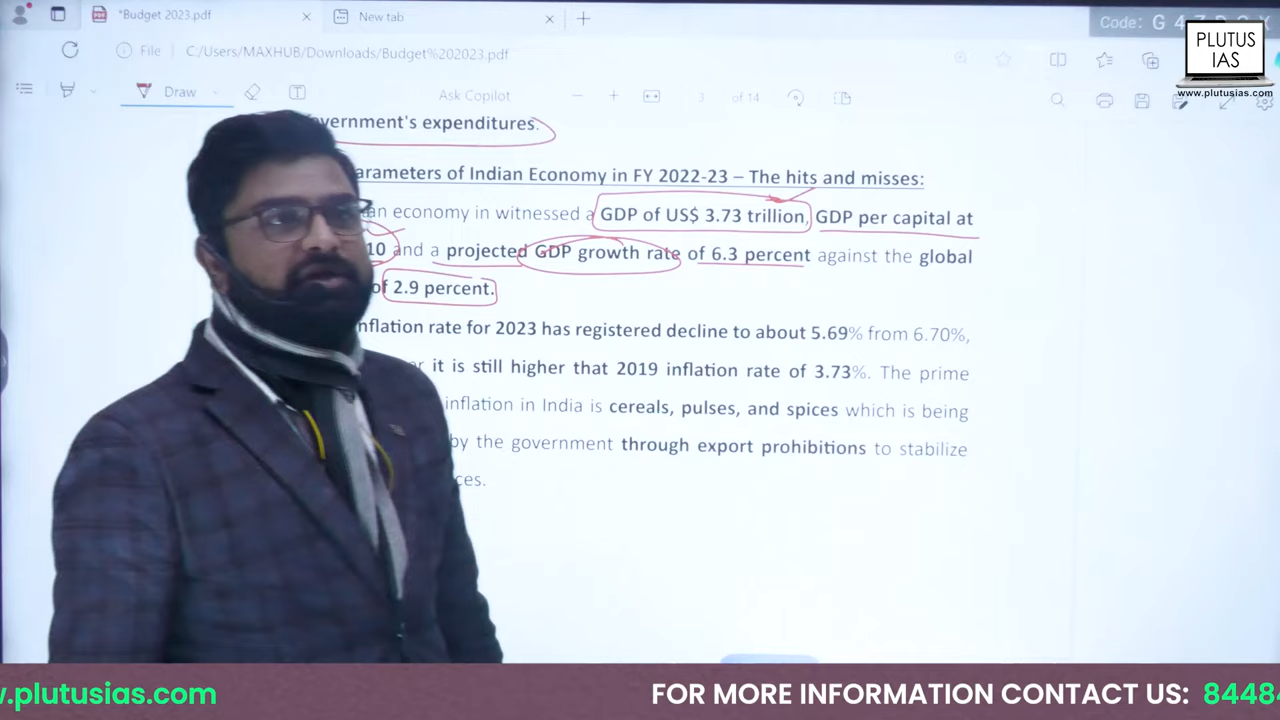 *Budget 2023.pdf
New tab
Code: G 4
File C:/Users/MAXHUB/Downloads/Budget%202023.pdf
PLUTUS
IAS
www.plutusias.com
Draw
Ask Copilot
3 of 14
vernment's expenditures.
arameters of Indian Economy in FY 2022-23 – The hits and misses:
an economy in witnessed a GDP of US$ 3.73 trillion, GDP per capital at
10 and a projected GDP growth rate of 6.3 percent against the global
of 2.9 percent.
nflation rate for 2023 has registered decline to about 5.69% from 6.70%,
it is still higher that 2019 inflation rate of 3.73%. The prime
inflation in India is cereals, pulses, and spices which is being
by the government through export prohibitions to stabilize
ces.
w.plutusias.com
FOR MORE INFORMATION CONTACT US: 8448